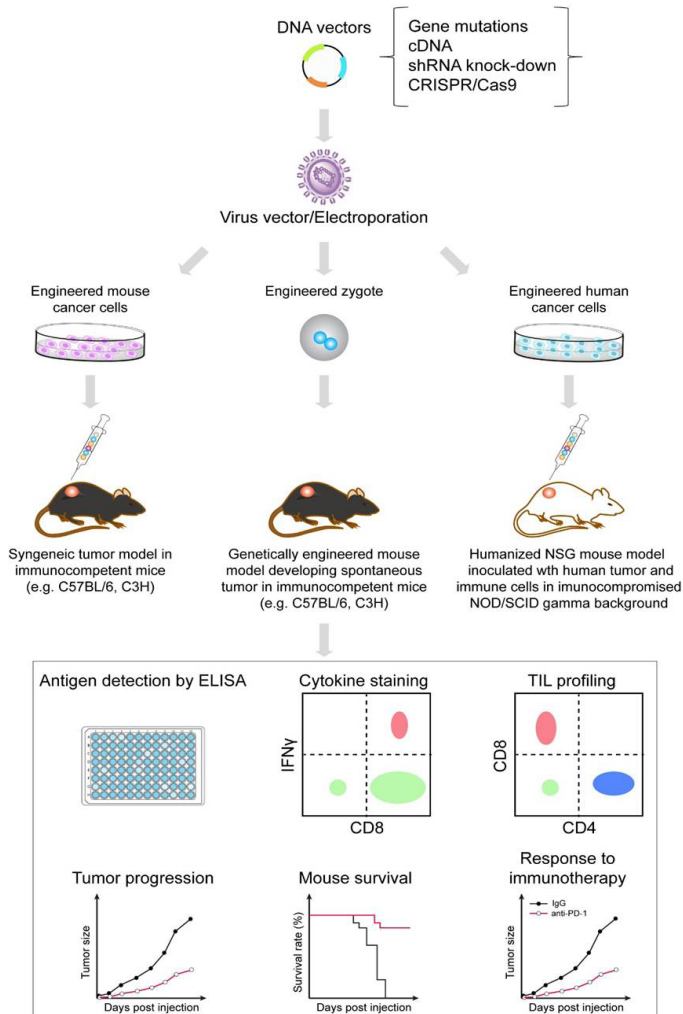 DNA vectors
Gene mutations
cDNA
shRNA knock-down
CRISPR/Cas9
Virus vector/Electroporation
Engineered mouse
cancer cells
Engineered zygote
Engineered human
cancer cells
Syngeneic tumor model in
immunocompetent mice
(e.g. C57BL/6, C3H)
Genetically engineered mouse
model developing spontaneous
tumor in immunocompetent mice
(e.g. C57BL/6, C3H)
Humanized NSG mouse model
inoculated wth human tumor and
immune cells in imunocompromised
NOD/SCID gamma background
Antigen detection by ELISA
Cytokine staining
IFNγ
CD8
TIL profiling
CD8
CD4
Tumor progression
Tumor size
Days post injection
Mouse survival
Survival rate (%)
Days post injection
Response to
immunotherapy
IgG
anti-PD-1
Tumor size
Days post injection